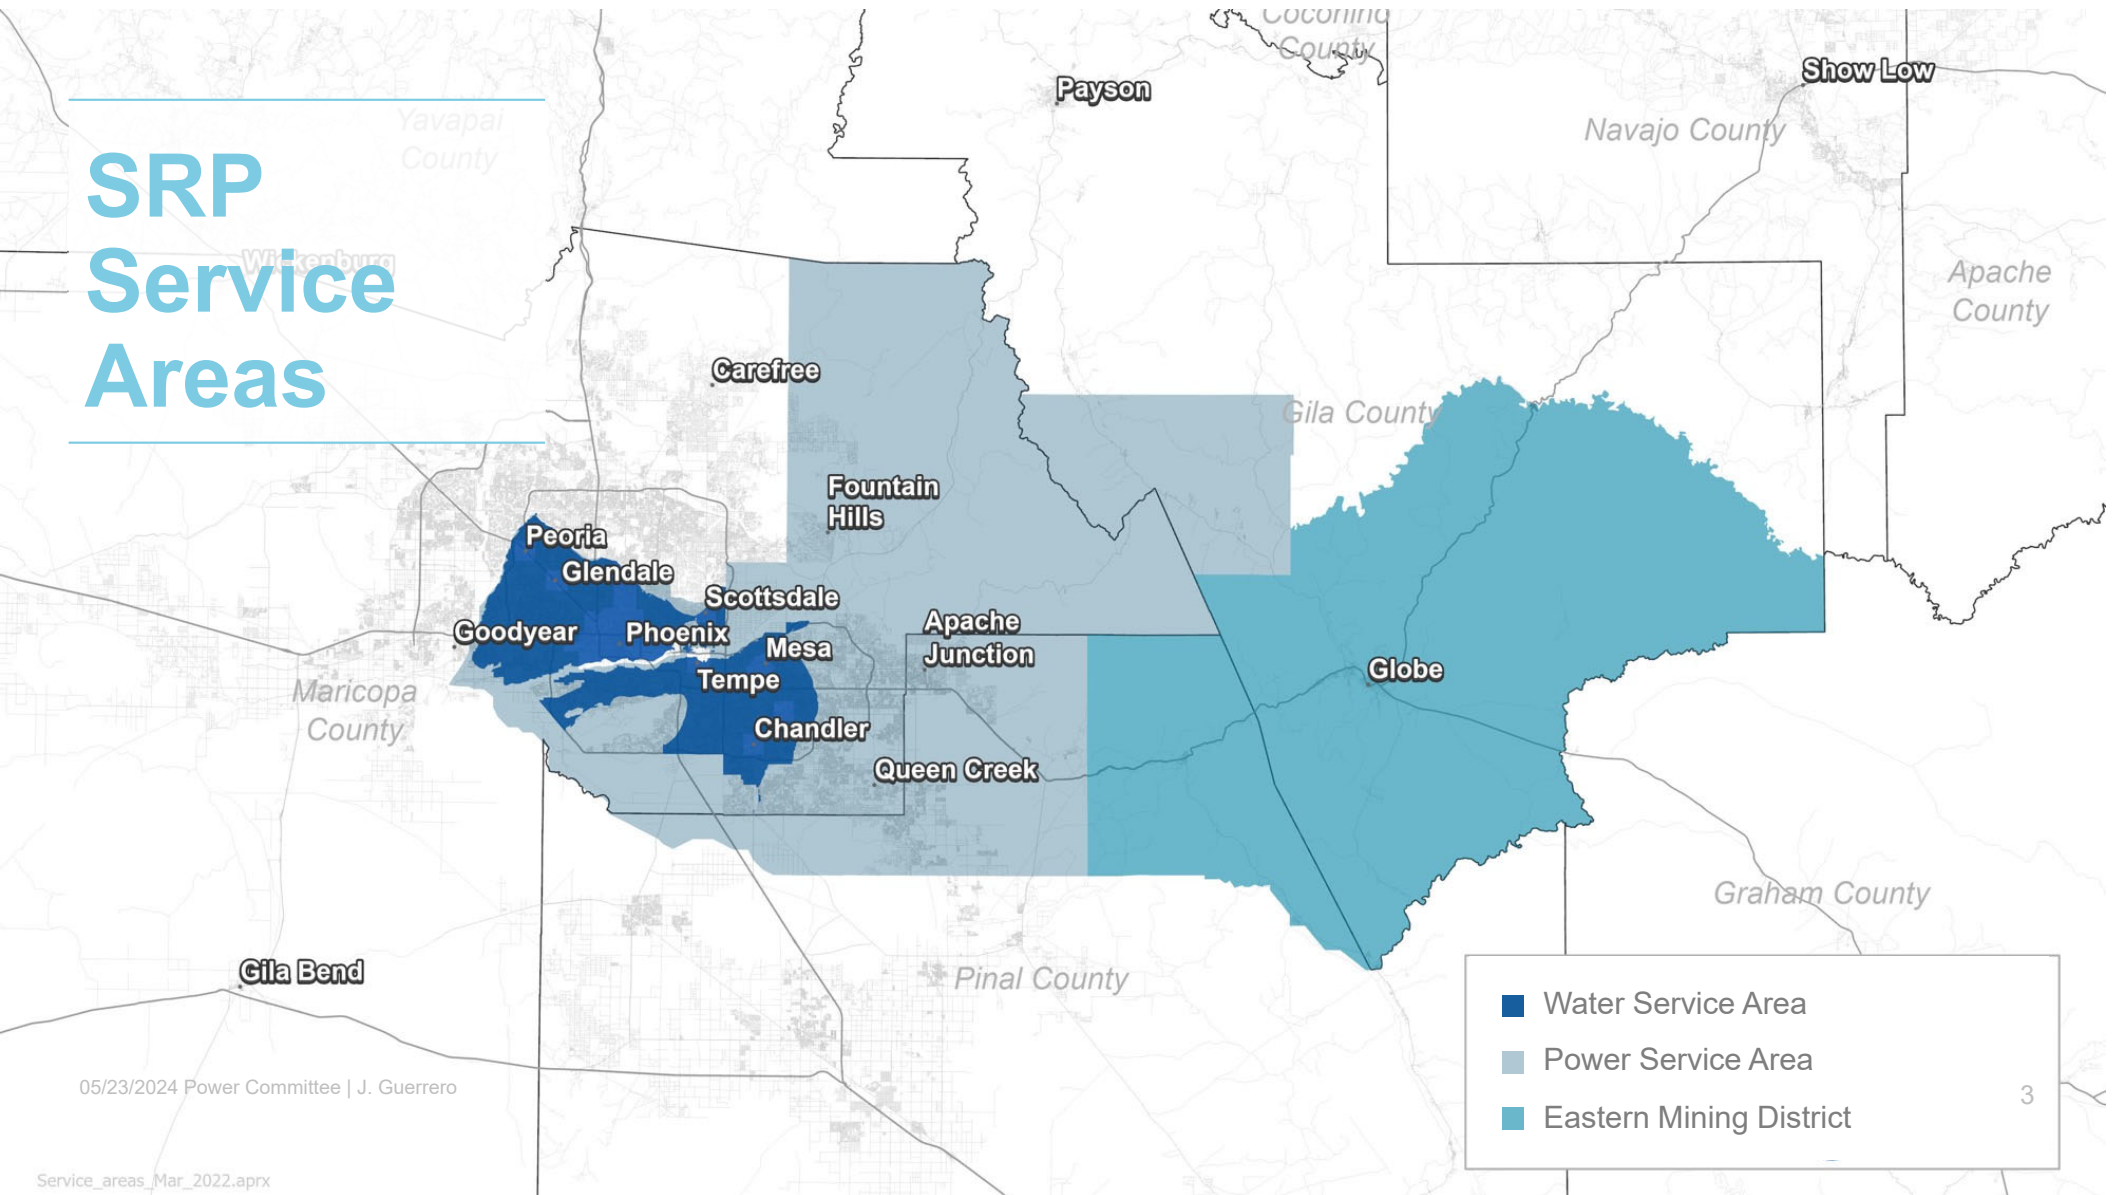 Coconino
County
Show Low
Payson
Yavapai
County
Navajo County
SRP
Service
Areas
Wickenburg
Apache
County
Carefree
Gila County
Fountain
Hills
Peoria
Glendale
Scottsdale
Goodyear
Phoenix
Mesa
Apache
Junction
Tempe
Globe
Maricopa
County
Chandler
Queen Creek
Graham County
Gila Bend
Pinal County
Water Service Area
Power Service Area
Eastern Mining District
05/23/2024 Power Committee | J. Guerrero
3
Service_areas_Mar_2022.aprx